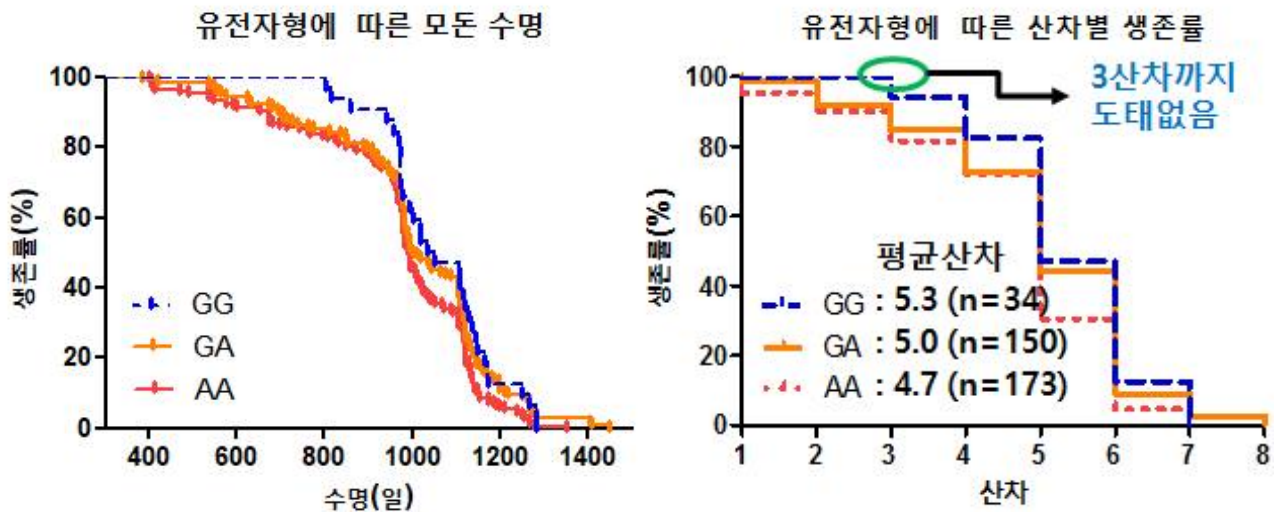 유전자형에 따른 모돈 수명
생존률(%)
100
80
60
40
20
0
GG
GA
AA
400 600 800 1000 1200 1400
수명(일)
유전자형에 따른 산차별 생존률
3산차까지
도태없음
생존률(%)
100
80
60
40
20
0
평균산차
GG : 5.3 (n=34)
GA : 5.0 (n=150)
AA : 4.7 (n=173)
1 2 3 4 5 6 7 8
산차